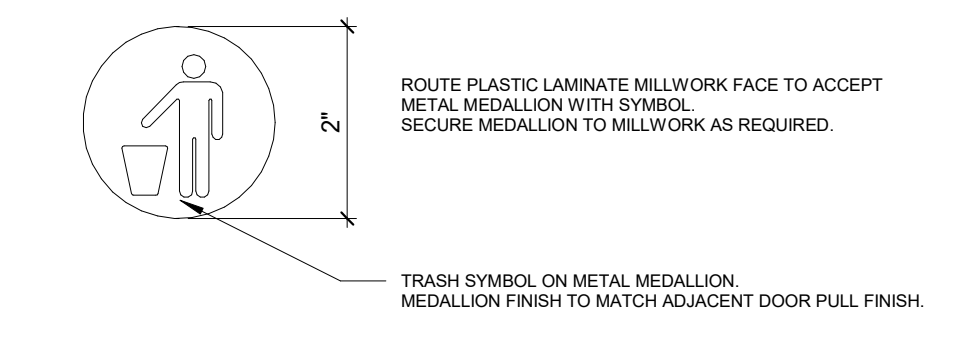 2"
ROUTE PLASTIC LAMINATE MILLWORK FACE TO ACCEPT
METAL MEDALLION WITH SYMBOL.
SECURE MEDALLION TO MILLWORK AS REQUIRED.
TRASH SYMBOL ON METAL MEDALLION.
MEDALLION FINISH TO MATCH ADJACENT DOOR PULL FINISH.